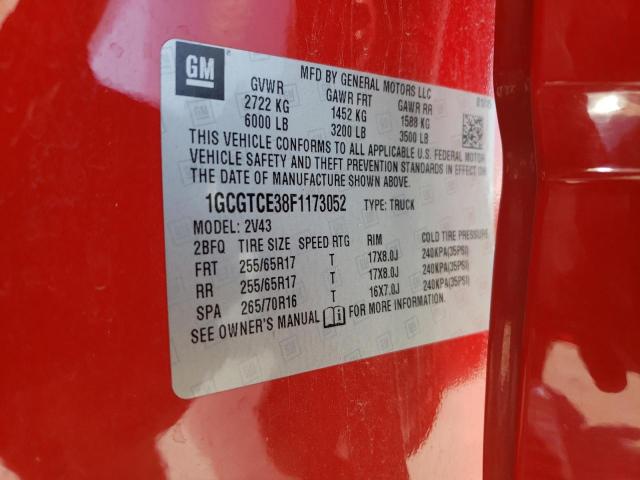 GM
MFD BY GENERAL MOTORS LLC
GVWR GAWR FRT GAWR RR
2722 KG 1452 KG 1588 KG
6000 LB 3200 LB 3500 LB
THIS VEHICLE CONFORMS TO ALL APPLICABLE U.S. FEDERAL MOTOR
VEHICLE SAFETY AND THEFT PREVENTION STANDARDS IN EFFECT ON
THE DATE OF MANUFACTURE SHOWN ABOVE.
1GCGTCE38F1173052 TYPE: TRUCK
MODEL: 2V43
2BFQ TIRE SIZE SPEED RTG RIM COLD TIRE PRESSURE
FRT 255/65R17 T 17X8.0J 240KPA(35PSI)
RR 255/65R17 T 17X8.0J 240KPA(35PSI)
SPA 265/70R16 T 16X7.0J 240KPA(35PSI)
SEE OWNER'S MANUAL FOR MORE INFORMATION.